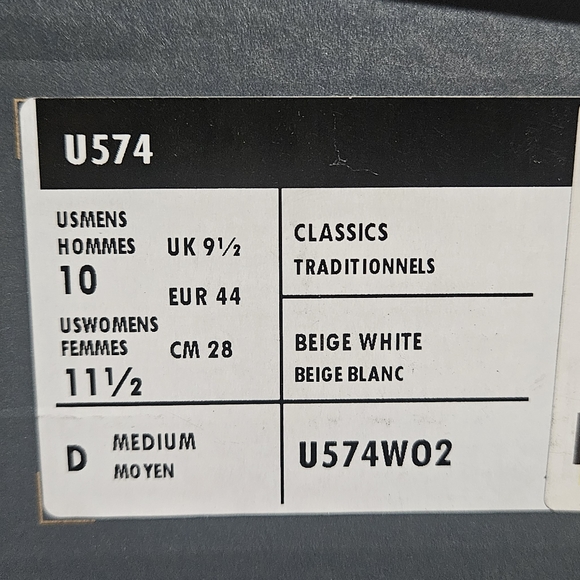 U574
USMENS
HOMMES
10
UK 9½
EUR 44
CM 28
USWOMENS
FEMMES
11½
CLASSICS
TRADITIONNELS
BEIGE WHITE
BEIGE BLANC
D
MEDIUM
MOYEN
U574WO2